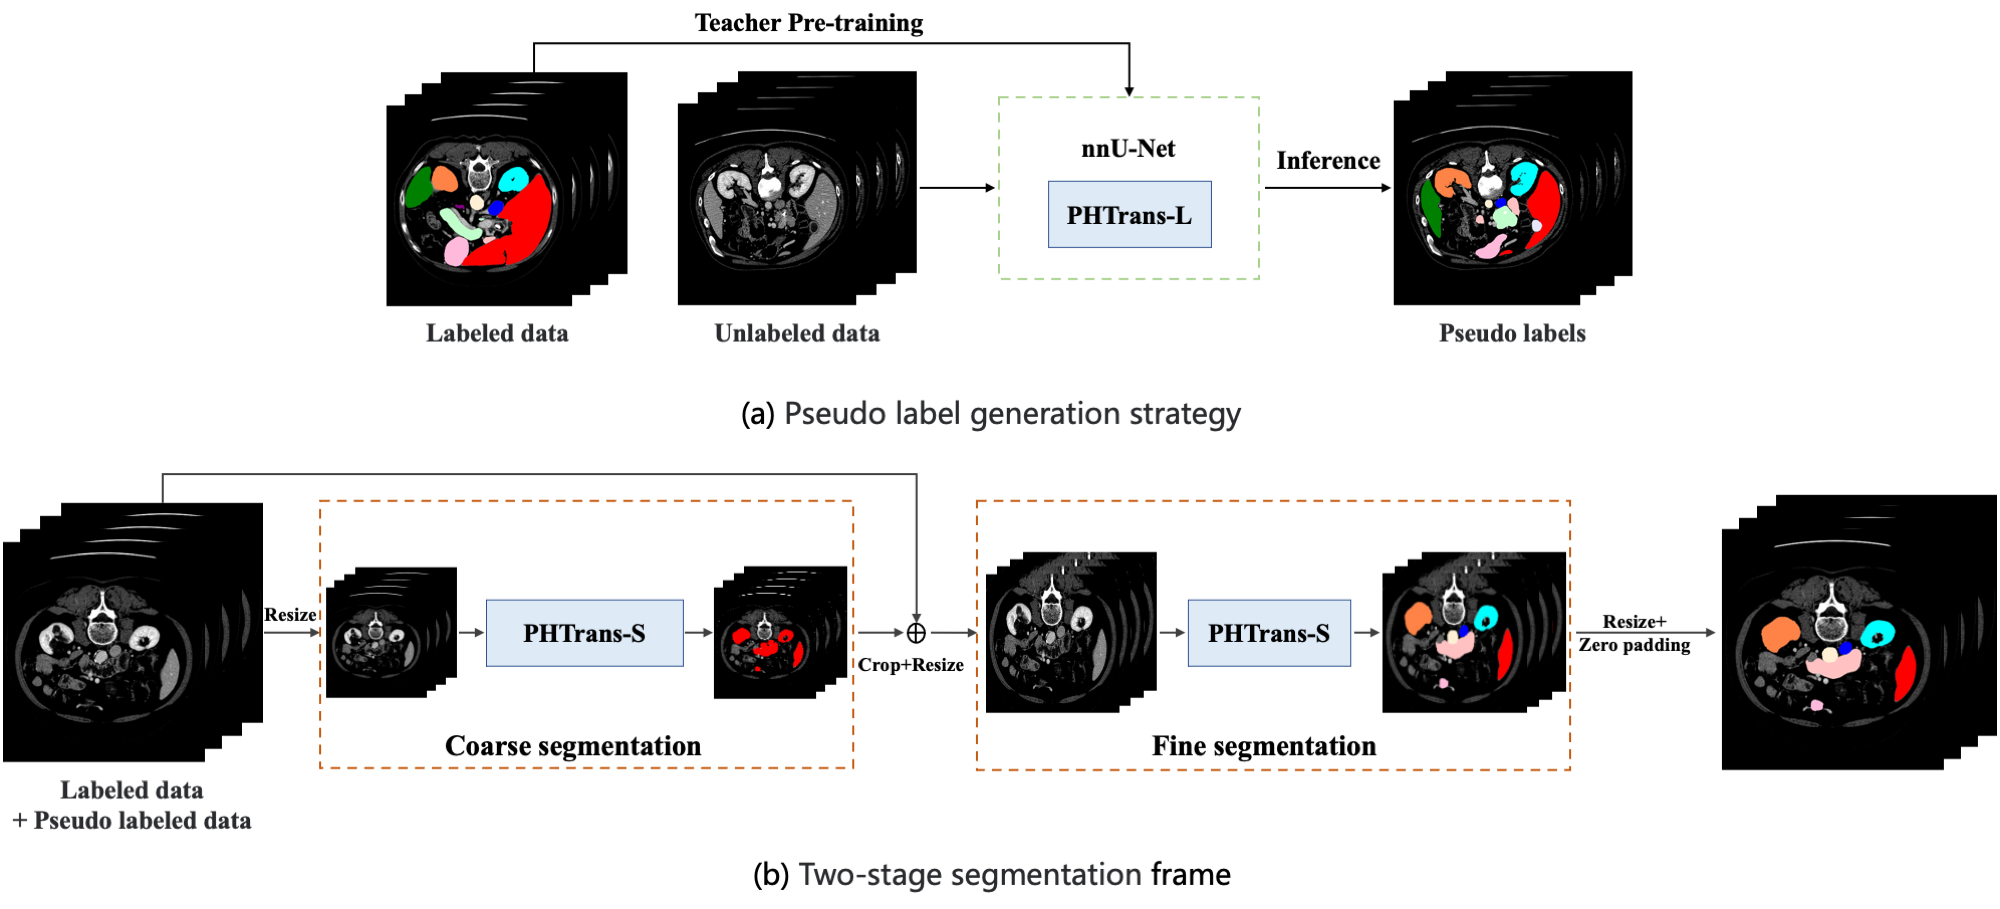 Teacher Pre-training
nnU-Net
PHTrans-L
Inference
Labeled data
Unlabeled data
Pseudo labels
(a) Pseudo label generation strategy
Resize
PHTrans-S
Coarse segmentation
Crop+Resize
PHTrans-S
Fine segmentation
Resize+
Zero padding
Labeled data
+ Pseudo labeled data
(b) Two-stage segmentation frame